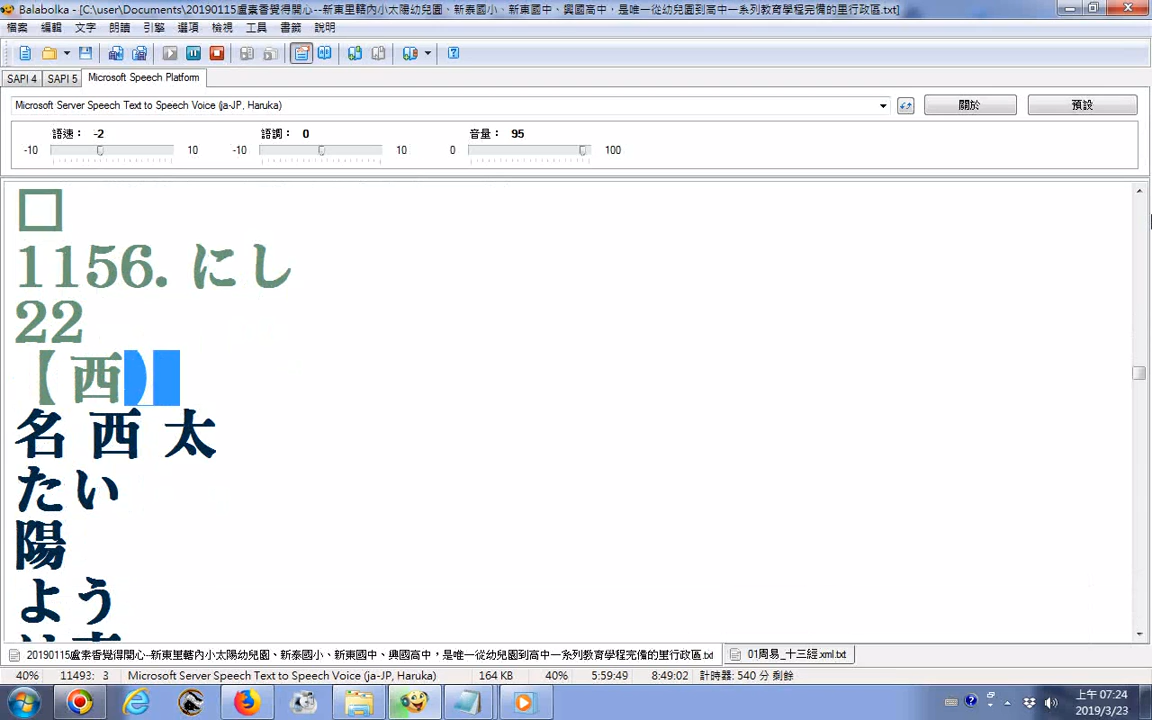 Balabolka - [C:\user\Documents\20190115盧素香覺得開心--新東里轄內小太陽幼兒園、新泰國小、新東國中、興國高中，是唯一從幼兒園到高中一系列教育學程完備的里行政區.txt]
檔案 編輯 文字 朗讀 引擎 選項 檢視 工具 書籤 說明
SAPI 4 SAPI 5 Microsoft Speech Platform
Microsoft Server Speech Text to Speech Voice (ja-JP, Haruka) 關於 預設
語速： -2 語調： 0 音量： 95
-10 10 -10 10 0 100
□
1156. にし
22
【 西】
名 西 太
たい
陽
よう
20190115盧素香覺得開心--新東里轄內小太陽幼兒園、新泰國小、新東國中、興國高中，是唯一從幼兒園到高中一系列教育學程完備的里行政區.txt 01周易_十三經.xml.txt
40% 11493: 3 Microsoft Server Speech Text to Speech Voice (ja-JP, Haruka) 164 KB 40% 5:59:49 8:49:02 計時器: 540 分 剩餘
上午 07:24
2019/3/23